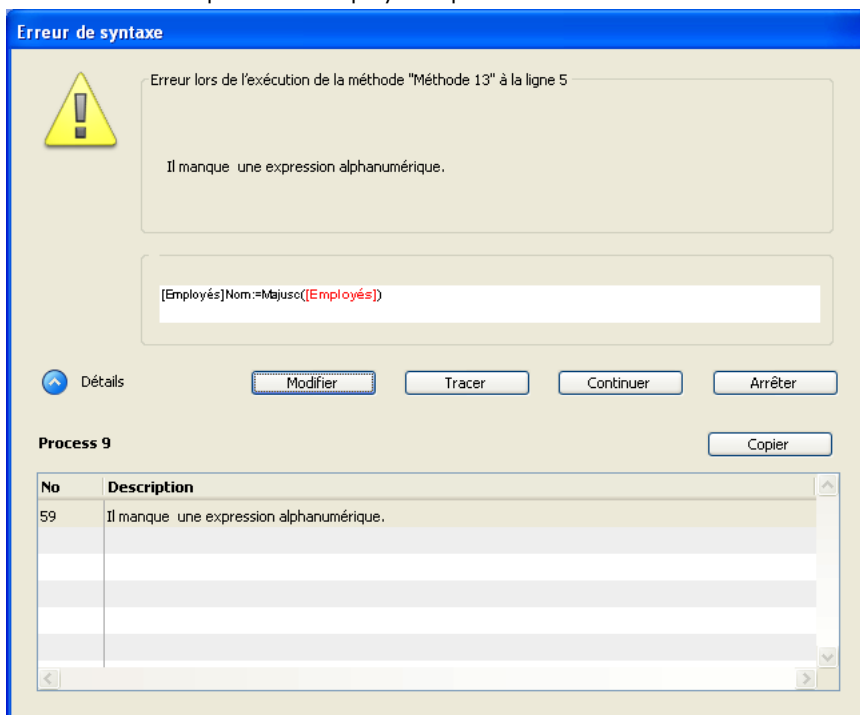 Erreur de syntaxe
Erreur lors de l'exécution de la méthode "Méthode 13" à la ligne 5
Il manque une expression alphanumérique.
[Employés]Nom:=Majusc([Employés])
Détails
Modifier
Tracer
Continuer
Arrêter
Process 9
Copier
No Description
59 Il manque une expression alphanumérique.